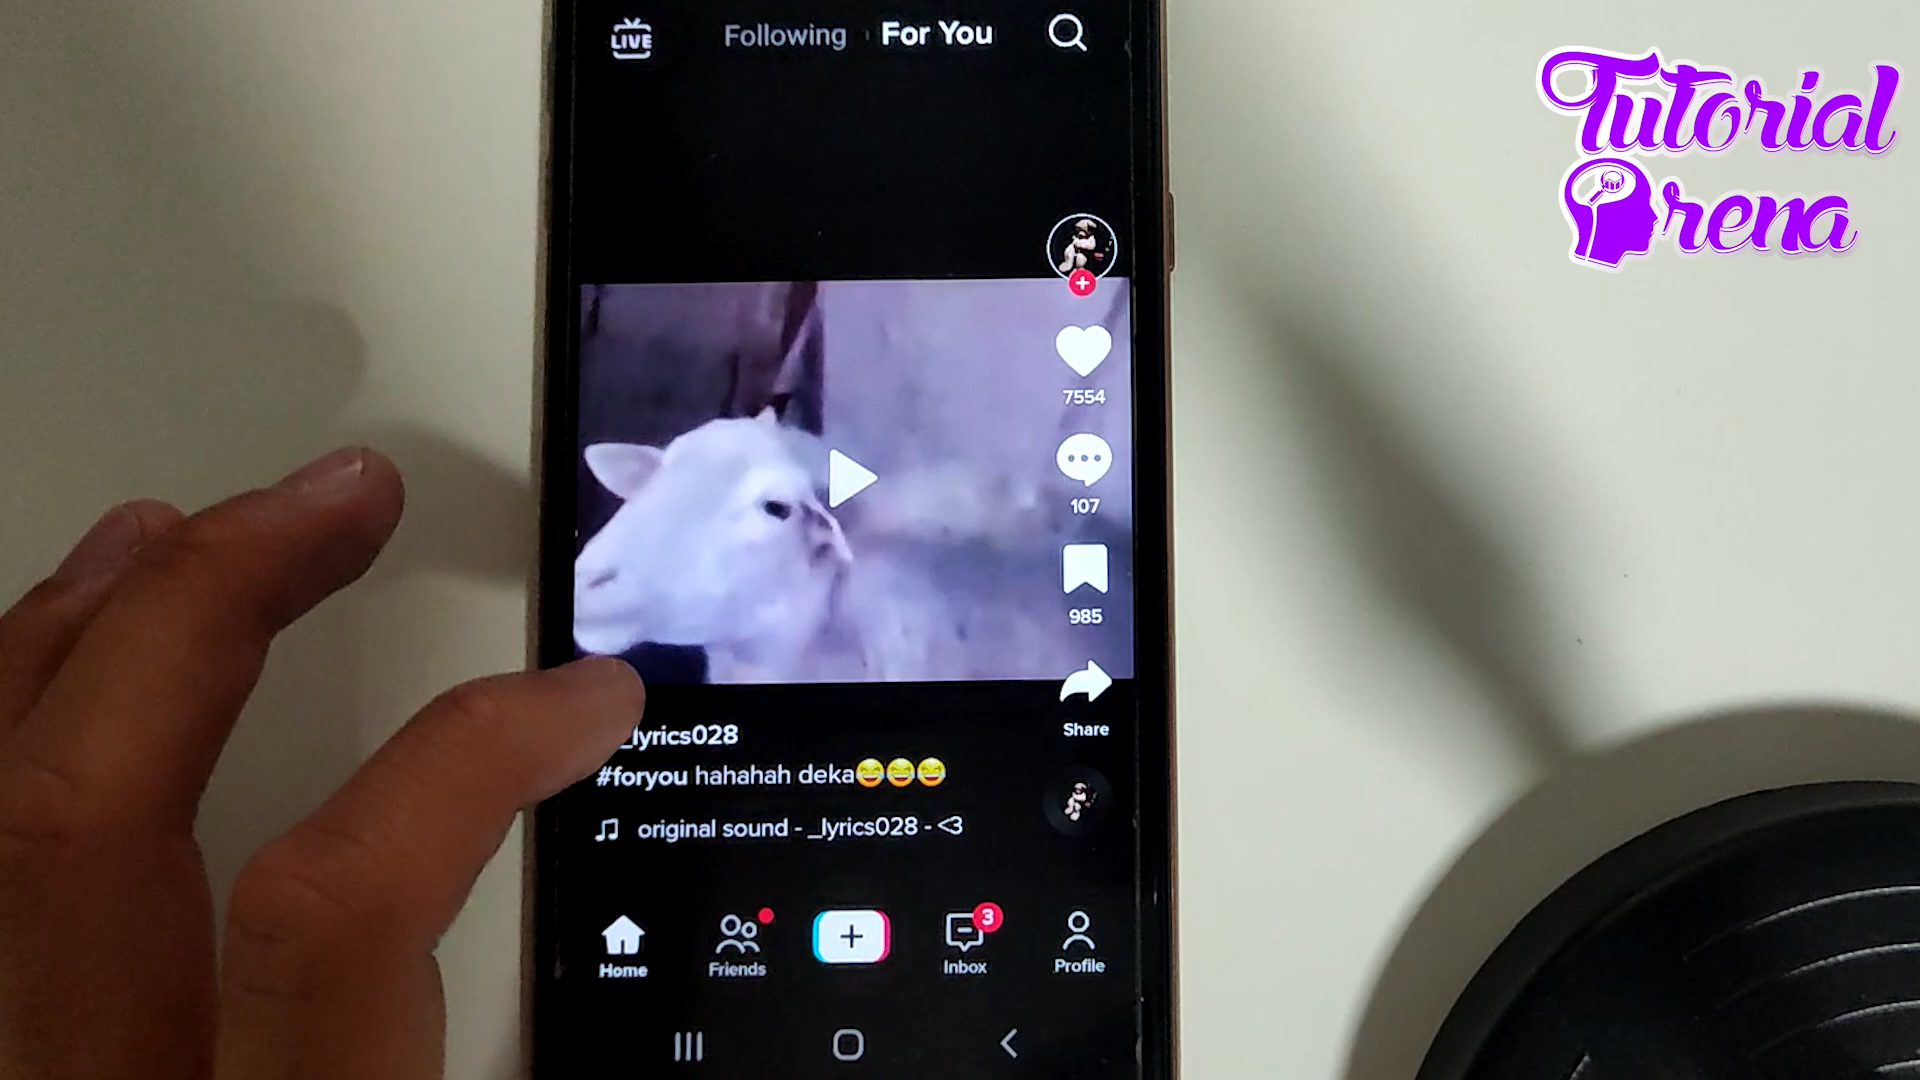 LIVE
Following
For You
Tutorial
Arena
7554
107
985
Share
_lyrics028
#foryou hahahah deka😂😂😂
original sound - _lyrics028 - <3
Home
Friends
3
Inbox
Profile